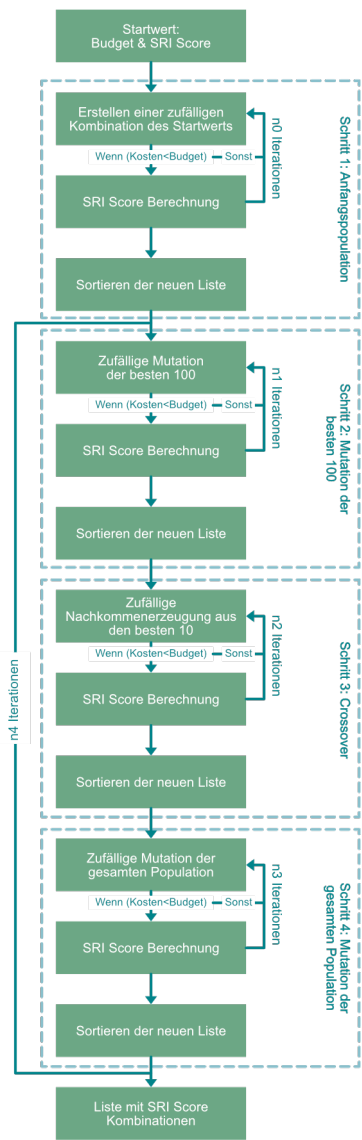 Startwert:
Budget & SRI Score
Schritt 1: Anfangspopulation
Erstellen einer zufälligen
Kombination des Startwerts
n0 Iterationen
Wenn (Kosten<Budget)
Sonst
SRI Score Berechnung
Sortieren der neuen Liste
Schritt 2: Mutation der
besten 100
Zufällige Mutation
der besten 100
n1 Iterationen
Wenn (Kosten<Budget)
Sonst
SRI Score Berechnung
Sortieren der neuen Liste
Schritt 3: Crossover
Zufällige
Nachkommenerzeugung aus
den besten 10
n2 Iterationen
Wenn (Kosten<Budget)
Sonst
SRI Score Berechnung
Sortieren der neuen Liste
n4 Iterationen
Schritt 4: Mutation der
gesamten Population
Zufällige Mutation der
gesamten Population
n3 Iterationen
Wenn (Kosten<Budget)
Sonst
SRI Score Berechnung
Sortieren der neuen Liste
Liste mit SRI Score
Kombinationen